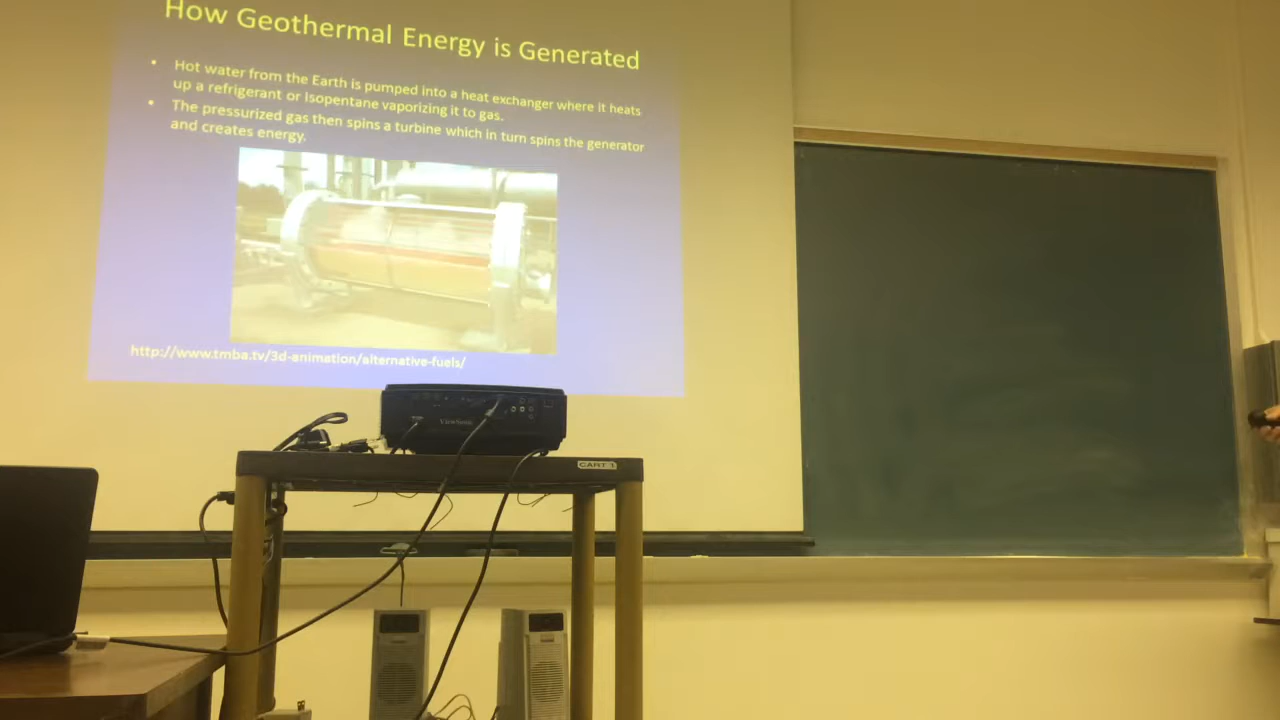 How Geothermal Energy is Generated
• Hot water from the Earth is pumped into a heat exchanger where it heats
up a refrigerant or Isopentane vaporizing it to gas.
• The pressurized gas then spins a turbine which in turn spins the generator
and creates energy.
http://www.tmba.tv/3d-animation/alternative-fuels/
ViewSonic
CART 1